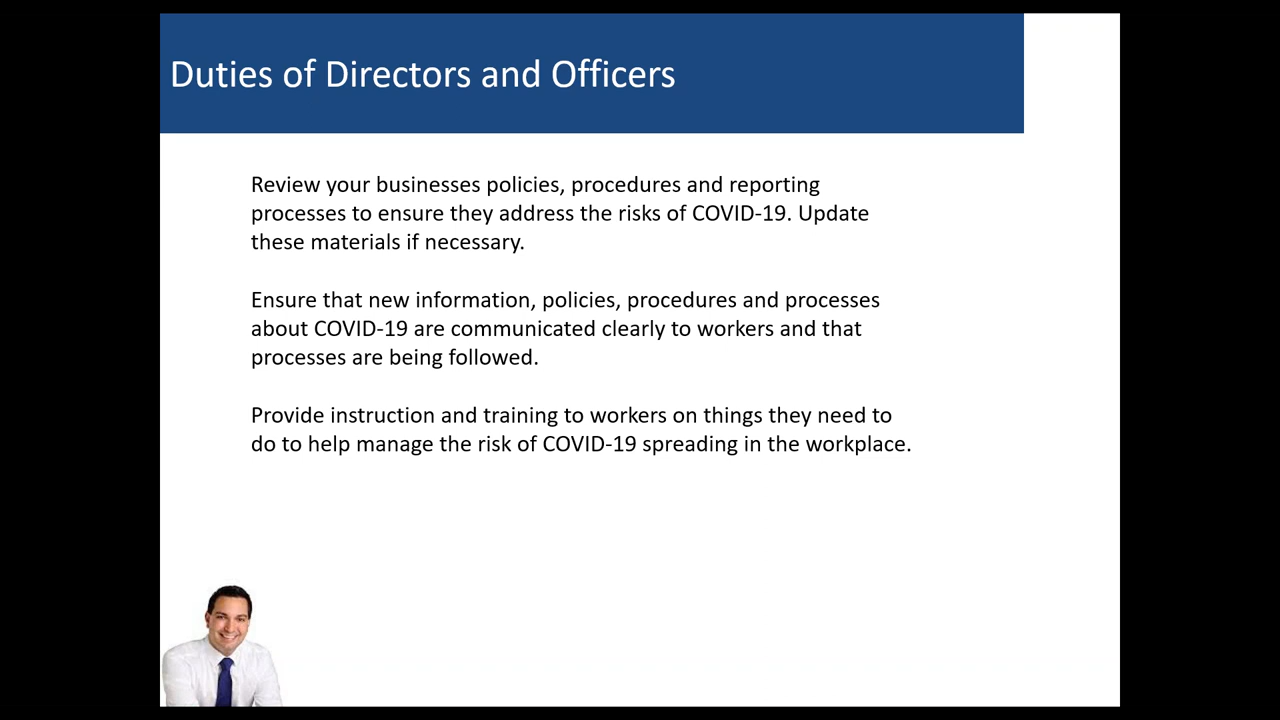 Duties of Directors and Officers
Review your businesses policies, procedures and reporting
processes to ensure they address the risks of COVID-19. Update
these materials if necessary.
Ensure that new information, policies, procedures and processes
about COVID-19 are communicated clearly to workers and that
processes are being followed.
Provide instruction and training to workers on things they need to
do to help manage the risk of COVID-19 spreading in the workplace.